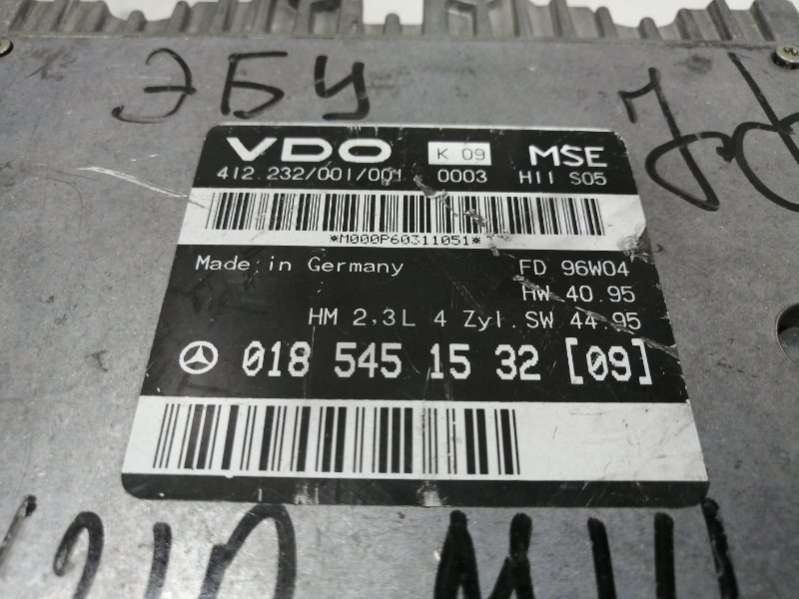 ЭБУ
VDO K 09 MSE
412.232/001/001 0003 H11 S05
*M000P60311051*
Made in Germany FD 96W04
HW 40.95
HM 2,3L 4 Zyl. SW 44.95
018 545 15 32 [09]